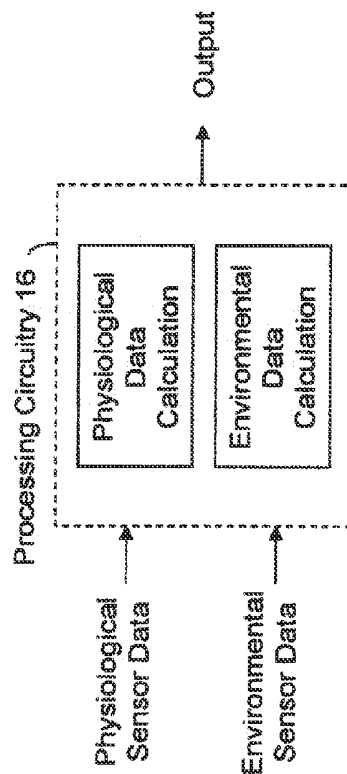 Processing Circuitry 16
Physiological
Sensor Data
Physiological
Data
Calculation
Environmental
Sensor Data
Environmental
Data
Calculation
Output